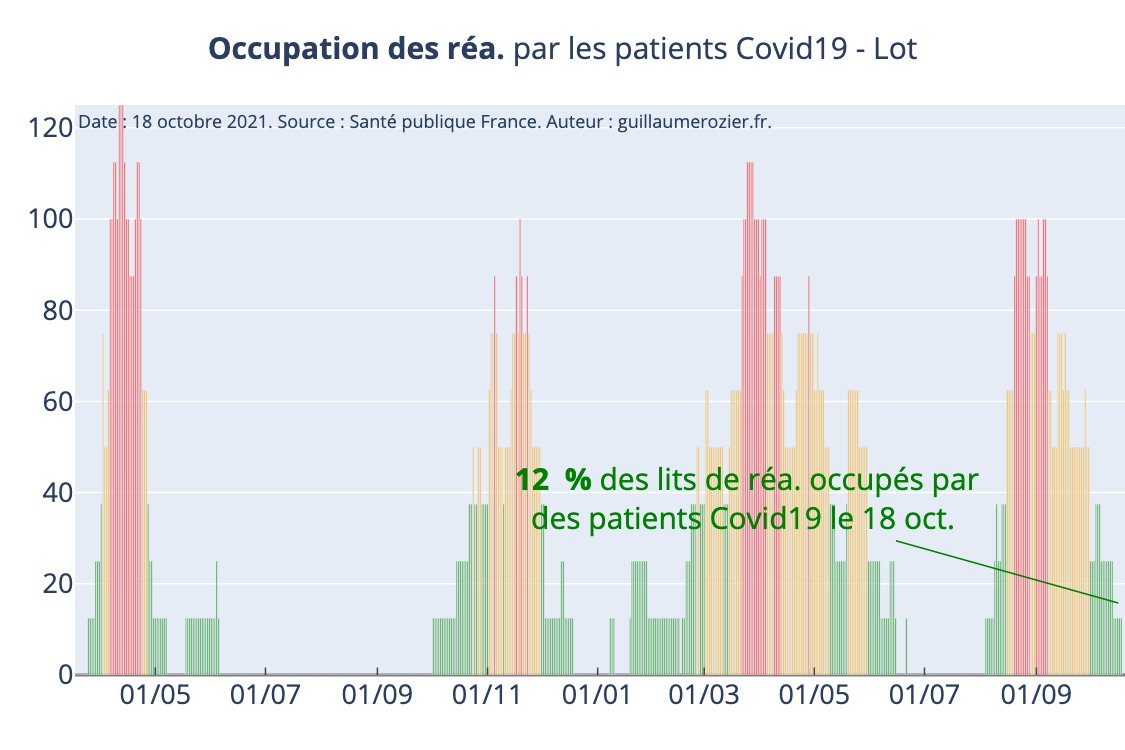 Occupation des réa. par les patients Covid19 - Lot
120
Date : 18 octobre 2021. Source : Santé publique France. Auteur : guillaumerozier.fr.
100
80
60
40
20
0
12 % des lits de réa. occupés par
des patients Covid19 le 18 oct.
01/05 01/07 01/09 01/11 01/01 01/03 01/05 01/07 01/09